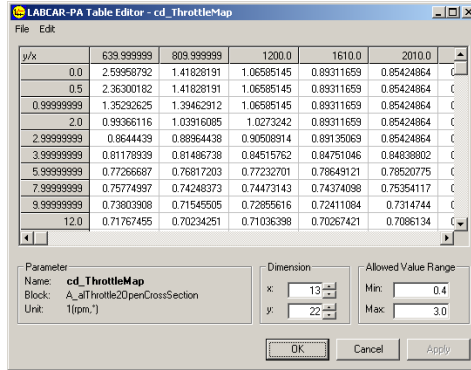 LABCAR-PA Table Editor - cd_ThrottleMap
File Edit
y/x 639.999999 809.999999 1200.0 1610.0 2010.0
0.0 2.59958792 1.41828191 1.06585145 0.89311659 0.85424864
0.5 2.36300182 1.41828191 1.06585145 0.89311659 0.85424864
0.99999999 1.35292625 1.39462912 1.06585145 0.89311659 0.85424864
2.0 0.99366116 1.03916085 1.0273242 0.89311659 0.85424864
2.99999999 0.8644439 0.88964438 0.90508914 0.89135069 0.85424864
3.99999999 0.81178939 0.81486738 0.84515762 0.84751046 0.84838802
5.99999999 0.77266687 0.76817203 0.77232701 0.78649121 0.78520775
7.99999999 0.75774997 0.74248373 0.74473143 0.74374098 0.75354117
9.99999999 0.73803908 0.71545505 0.72855616 0.72411084 0.7314744
12.0 0.71767455 0.70234251 0.71036398 0.70267421 0.7086134
Parameter
Name: cd_ThrottleMap
Block: A_alThrottle2OpenCrossSection
Unit: 1(rpm,°)
Dimension
x: 13
y: 22
Allowed Value Range
Min: 0.4
Max: 3.0
OK Cancel Apply